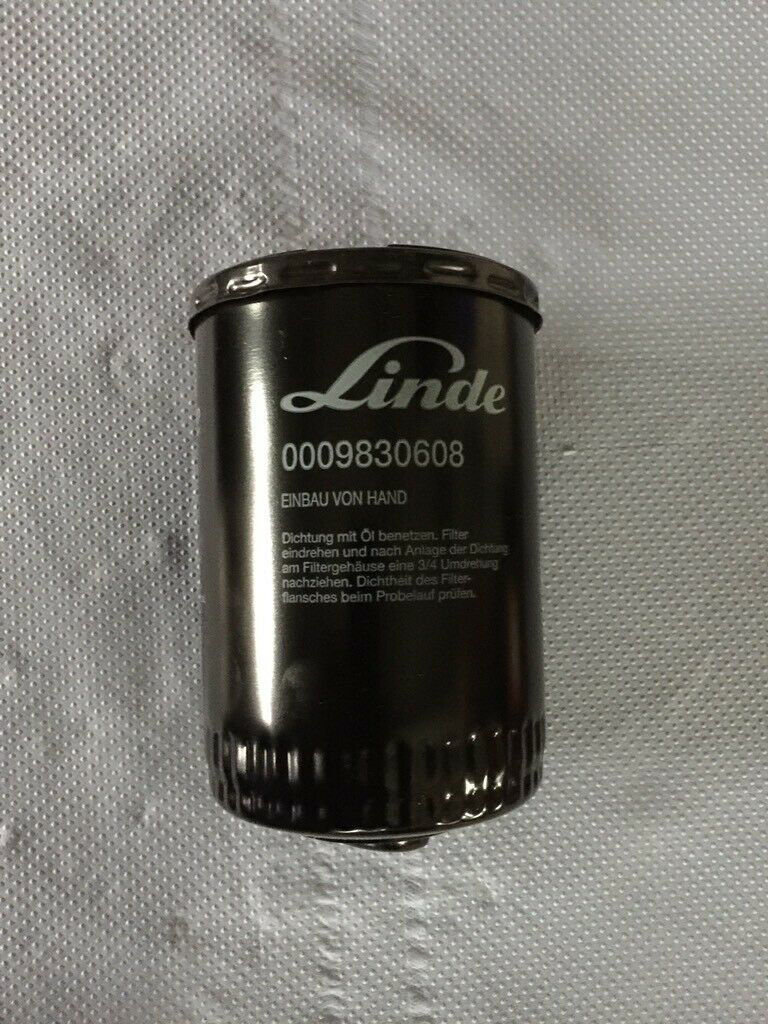 Linde
0009830608
EINBAU VON HAND
Dichtung mit Öl benetzen. Filter
eindrehen und nach Anlage der Dichtung
am Filtergehäuse eine 3/4 Umdrehung
nachziehen. Dichtheit des Filter-
flansches beim Probelauf prüfen.